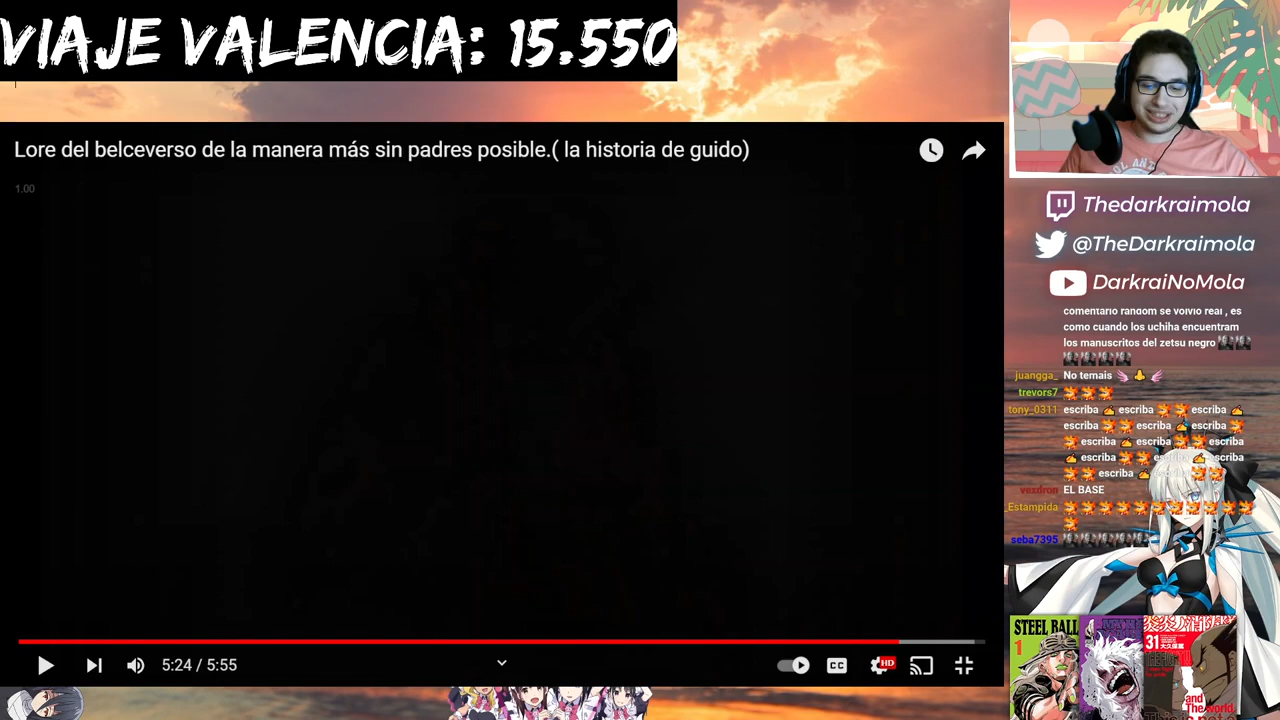 VIAJE VALENCIA: 15.550
Lore del belceverso de la manera más sin padres posible.( la historia de guido)
1.00
Thedarkraimola
@TheDarkraimola
DarkraiNoMola
comentario random se volvio real , es
como cuando los uchiha encuentram
los manuscritos del zetsu negro
juangga_ No temais
trevors7
tony_0311 escriba escriba escriba
escriba escriba escriba
escriba escriba escriba
escriba escriba
escriba
vexdron EL BASE
_Estampida
seba7395
5:24 / 5:55
CC
HD
STEEL BALL
1
31
and
The world